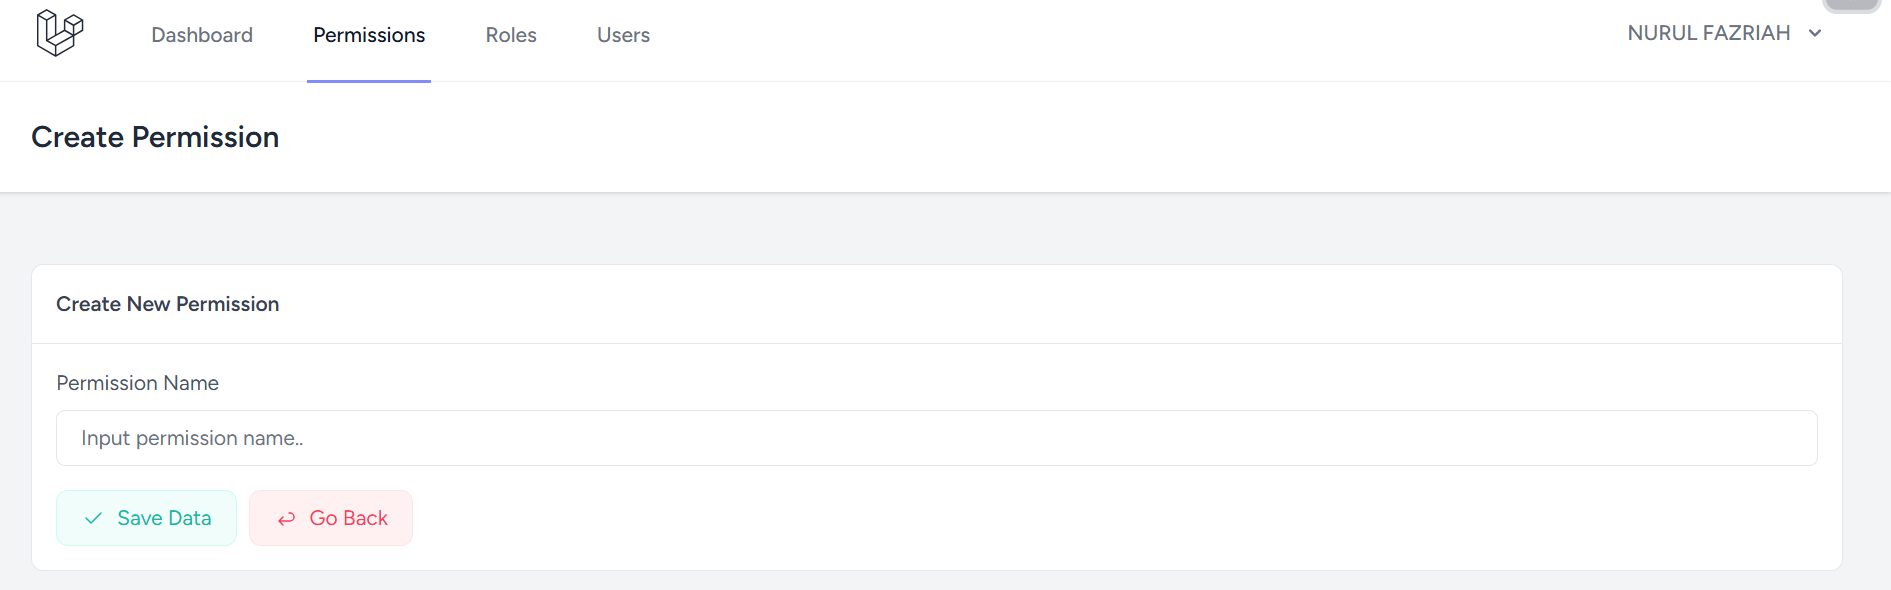 Dashboard Permissions Roles Users NURUL FAZRIAH
Create Permission
Create New Permission
Permission Name
Input permission name..
Save Data Go Back